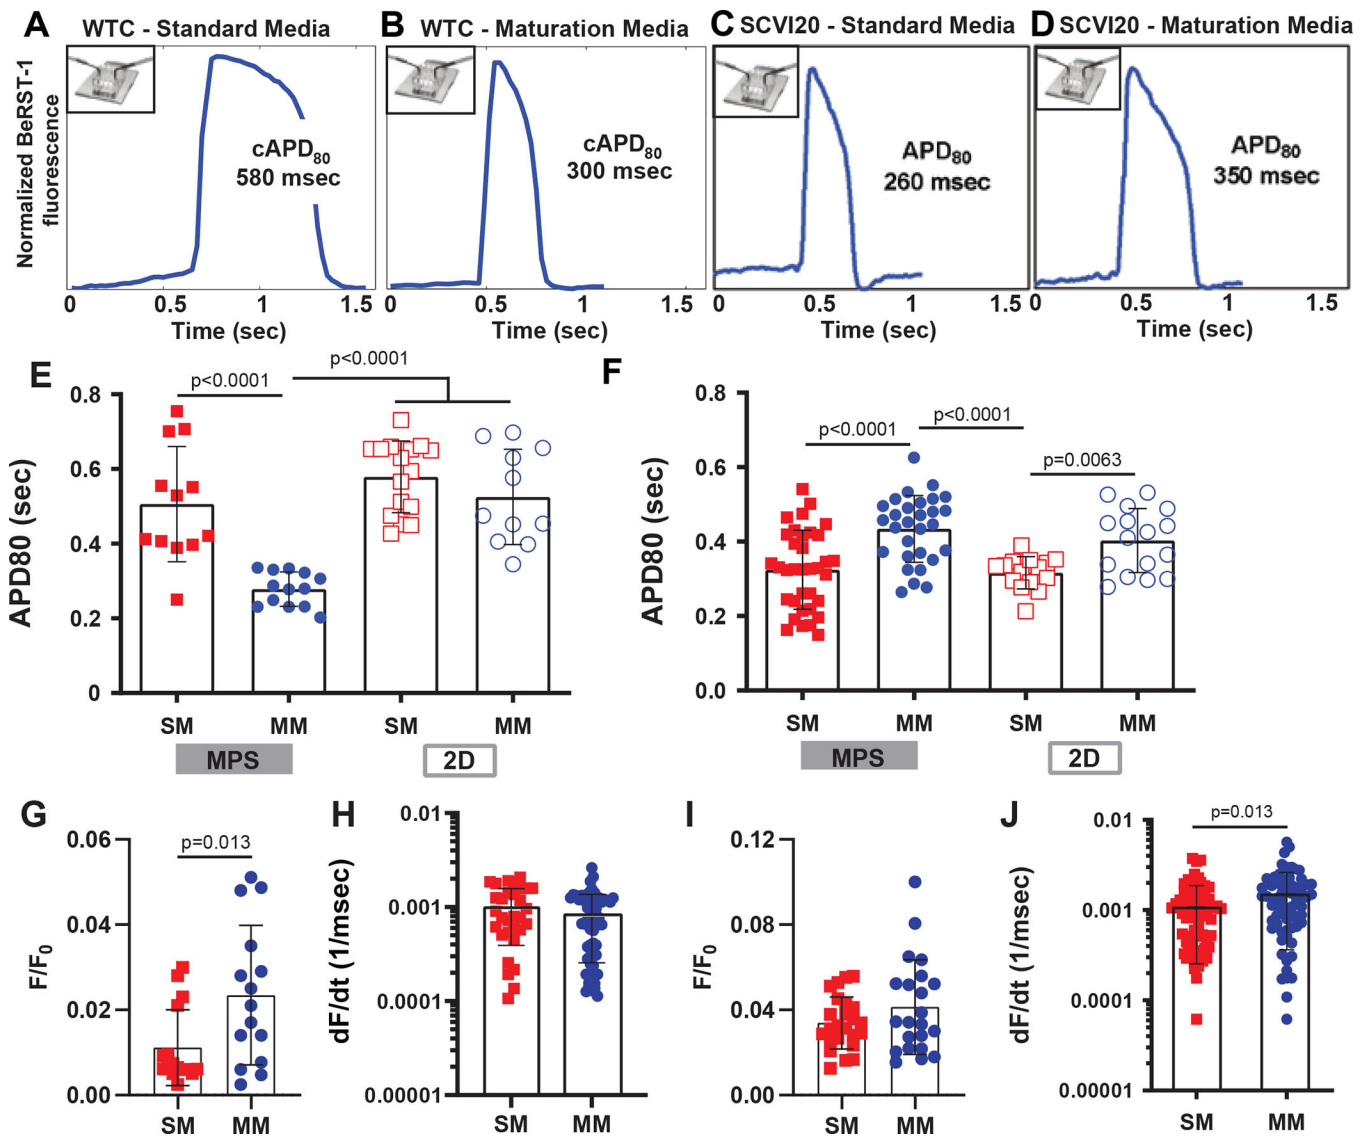 A WTC - Standard Media
B WTC - Maturation Media
C SCVI20 - Standard Media
D SCVI20 - Maturation Media
Normalized BeRST-1
fluorescence
cAPD80
580 msec
cAPD80
300 msec
APD80
260 msec
APD80
350 msec
0 0.5 1 1.5
Time (sec)
0 0.5 1 1.5
Time (sec)
0 0.5 1 1.5
Time (sec)
0 0.5 1 1.5
Time (sec)
E
APD80 (sec)
0.8
0.6
0.4
0.2
0
p<0.0001
p<0.0001
SM MM SM MM
MPS 2D
F
APD80 (sec)
0.8
0.6
0.4
0.2
0.0
p<0.0001
p<0.0001
p=0.0063
SM MM SM MM
MPS 2D
G
F/F0
0.06
0.04
0.02
0.00
p=0.013
SM MM
H
dF/dt (1/msec)
0.01
0.001
0.0001
0.00001
SM MM
I
F/F0
0.12
0.08
0.04
0.00
SM MM
J
dF/dt (1/msec)
0.01
0.001
0.0001
0.00001
p=0.013
SM MM